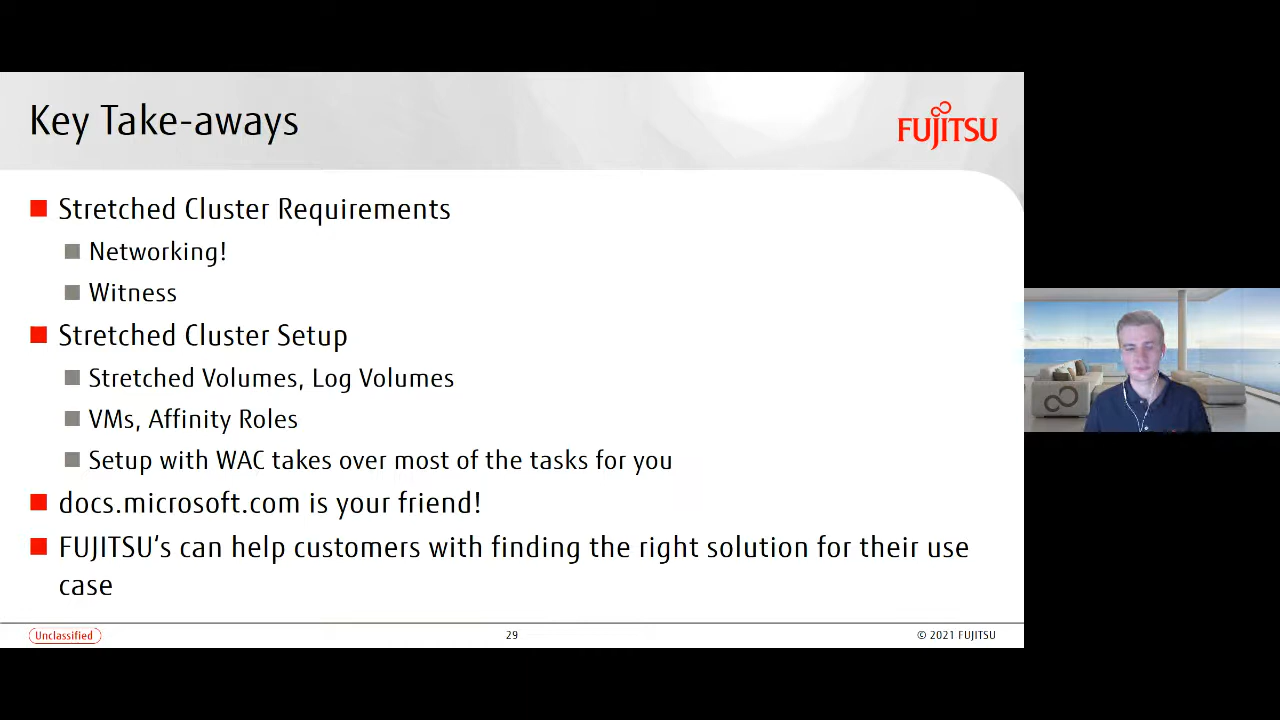 Key Take-aways
FUJITSU
Stretched Cluster Requirements
Networking!
Witness
Stretched Cluster Setup
Stretched Volumes, Log Volumes
VMs, Affinity Roles
Setup with WAC takes over most of the tasks for you
docs.microsoft.com is your friend!
FUJITSU‘s can help customers with finding the right solution for their use
case
Unclassified
29
© 2021 FUJITSU